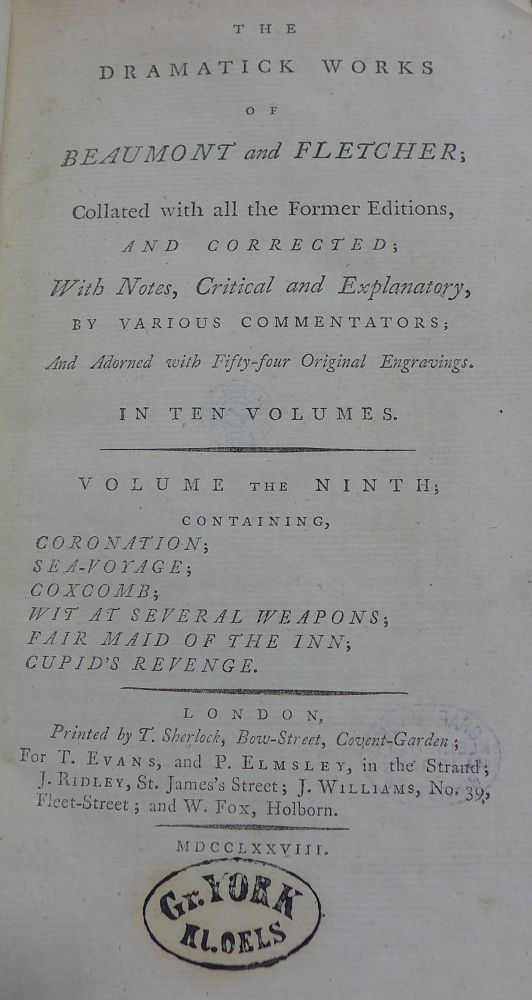 THE
DRAMATICK WORKS
OF
BEAUMONT and FLETCHER;
Collated with all the Former Editions,
AND CORRECTED;
With Notes, Critical and Explanatory,
BY VARIOUS COMMENTATORS;
And Adorned with Fifty-four Original Engravings.
IN TEN VOLUMES.
VOLUME THE NINTH;
CONTAINING,
CORONATION;
SEA-VOYAGE;
COXCOMB;
WIT AT SEVERAL WEAPONS;
FAIR MAID OF THE INN;
CUPID'S REVENGE.
LONDON,
Printed by T. Sherlock, Bow-Street, Covent-Garden;
For T. EVANS, and P. ELMSLEY, in the Strand;
J. RIDLEY, St. James's Street; J. WILLIAMS, No. 39,
Fleet-Street; and W. FOX, Holborn.
MDCCLXXVIII.
Gr. YORK
Kl. OELS